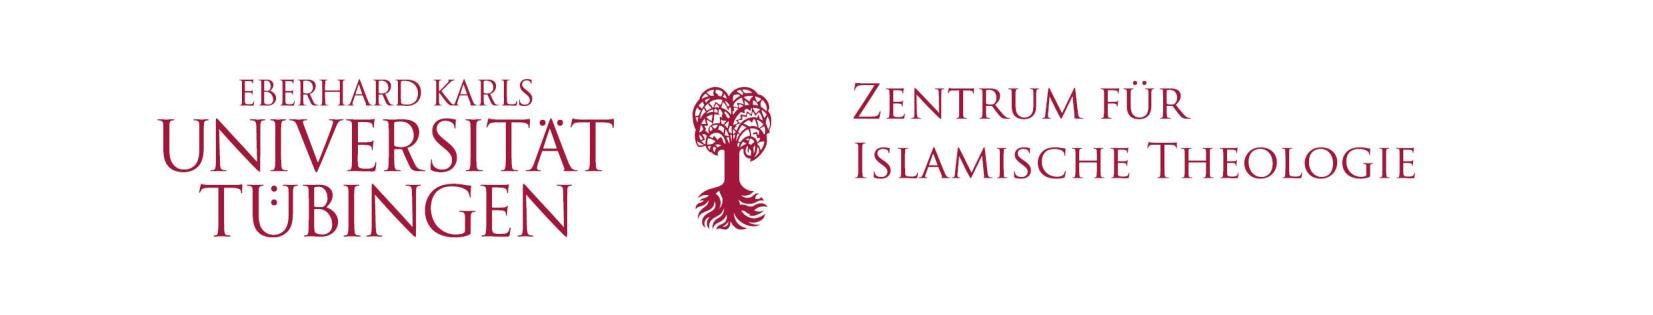 EBERHARD KARLS
UNIVERSITÄT
TÜBINGEN
ZENTRUM FÜR
ISLAMISCHE THEOLOGIE